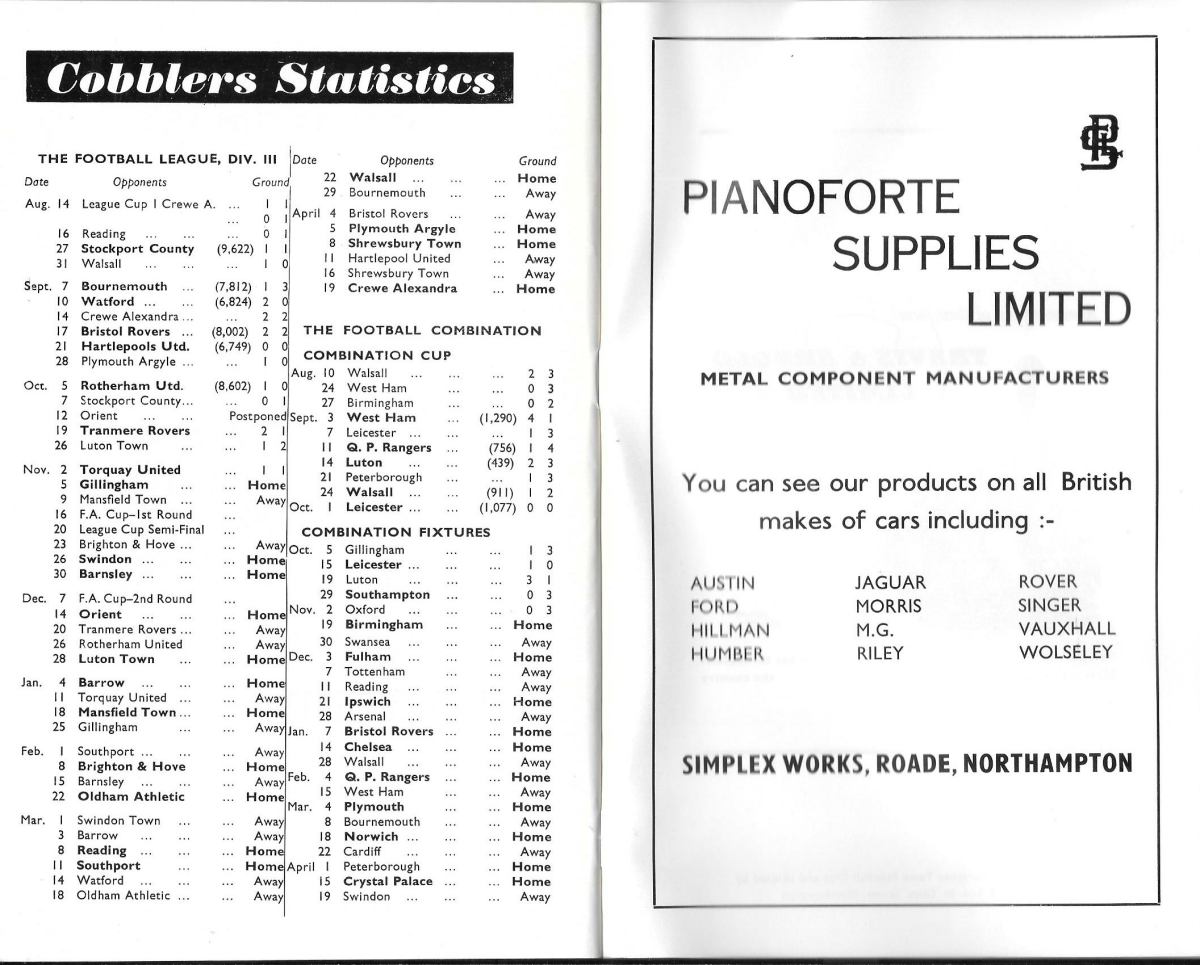 Cobblers Statistics
THE FOOTBALL LEAGUE, DIV. III
Date Opponents Ground
Aug. 14 League Cup 1 Crewe A. ... 1 1
... 0 1
16 Reading ... ... ... 0 1
27 Stockport County (9,622) 1 1
31 Walsall ... ... ... 1 0
Sept. 7 Bournemouth ... (7,812) 1 3
10 Watford ... ... (6,824) 2 0
14 Crewe Alexandra ... ... 2 2
17 Bristol Rovers ... (8,002) 2 2
21 Hartlepools Utd. (6,749) 0 0
28 Plymouth Argyle ... ... 1 0
Oct. 5 Rotherham Utd. (8,602) 1 0
7 Stockport County... ... 0 1
12 Orient ... ... Postponed
19 Tranmere Rovers ... 2 1
26 Luton Town ... ... 1 2
Nov. 2 Torquay United ... 1 1
5 Gillingham ... ... Home
9 Mansfield Town ... ... Away
16 F.A. Cup–1st Round ...
20 League Cup Semi-Final ...
23 Brighton & Hove ... ... Away
26 Swindon ... ... ... Home
30 Barnsley ... ... ... Home
Dec. 7 F.A. Cup–2nd Round ...
14 Orient ... ... ... Home
20 Tranmere Rovers ... ... Away
26 Rotherham United ... Away
28 Luton Town ... ... Home
Jan. 4 Barrow ... ... ... Home
11 Torquay United ... ... Away
18 Mansfield Town ... ... Home
25 Gillingham ... ... Away
Feb. 1 Southport ... ... ... Away
8 Brighton & Hove ... Home
15 Barnsley ... ... ... Away
22 Oldham Athletic ... Home
Mar. 1 Swindon Town ... ... Away
3 Barrow ... ... ... Away
8 Reading ... ... ... Home
11 Southport ... ... Home
14 Watford ... ... ... Away
18 Oldham Athletic ... ... Away
Date Opponents Ground
22 Walsall ... ... ... Home
29 Bournemouth ... ... Away
April 4 Bristol Rovers ... ... Away
5 Plymouth Argyle ... Home
8 Shrewsbury Town ... Home
11 Hartlepool United ... Away
16 Shrewsbury Town ... Away
19 Crewe Alexandra ... Home
THE FOOTBALL COMBINATION
COMBINATION CUP
Aug. 10 Walsall ... ... ... 2 3
24 West Ham ... ... 0 3
27 Birmingham ... ... 0 2
Sept. 3 West Ham ... (1,290) 4 1
7 Leicester ... ... ... 1 3
11 Q. P. Rangers ... (756) 1 4
14 Luton ... ... (439) 2 3
21 Peterborough ... ... 1 3
24 Walsall ... ... (911) 1 2
Oct. 1 Leicester ... ... (1,077) 0 0
COMBINATION FIXTURES
Oct. 5 Gillingham ... ... 1 3
15 Leicester ... ... ... 1 0
19 Luton ... ... 3 1
29 Southampton ... ... 0 3
Nov. 2 Oxford ... ... 0 3
19 Birmingham ... ... Home
30 Swansea ... ... Away
Dec. 3 Fulham ... ... Home
7 Tottenham ... ... Away
11 Reading ... ... ... Away
21 Ipswich ... ... ... Home
28 Arsenal ... ... ... Away
Jan. 7 Bristol Rovers ... ... Home
14 Chelsea ... ... ... Home
28 Walsall ... ... ... Away
Feb. 4 Q. P. Rangers ... ... Home
15 West Ham ... ... Away
Mar. 4 Plymouth ... ... Home
8 Bournemouth ... ... Away
18 Norwich ... ... ... Home
22 Cardiff ... ... ... Away
April 1 Peterborough ... ... Home
15 Crystal Palace ... ... Home
19 Swindon ... ... ... Away
PIANOFORTE
SUPPLIES
LIMITED
METAL COMPONENT MANUFACTURERS
You can see our products on all British
makes of cars including :-
AUSTIN JAGUAR ROVER
FORD MORRIS SINGER
HILLMAN M.G. VAUXHALL
HUMBER RILEY WOLSELEY
SIMPLEX WORKS, ROADE, NORTHAMPTON